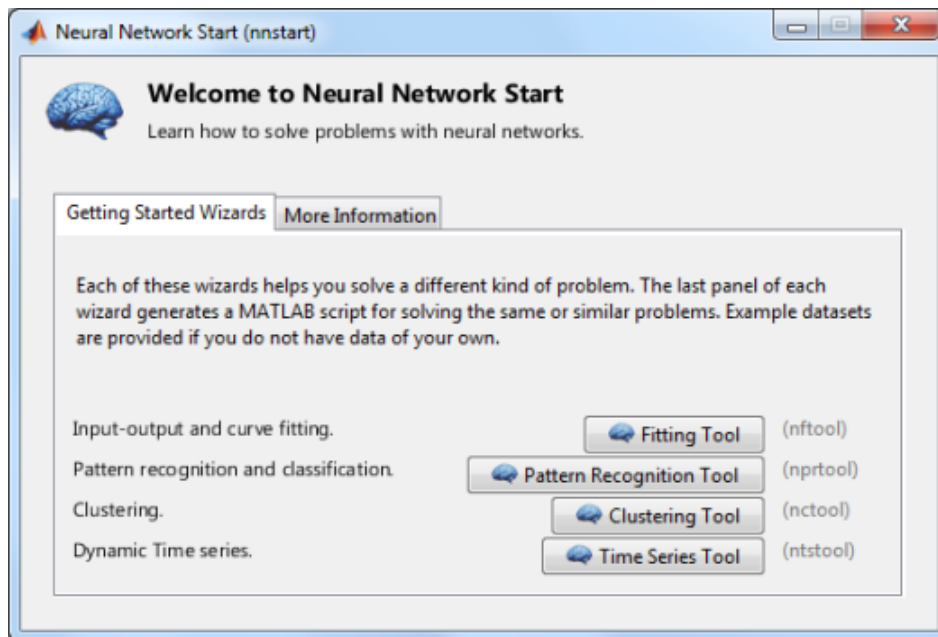 Neural Network Start (nnstart)
Welcome to Neural Network Start
Learn how to solve problems with neural networks.
Getting Started Wizards More Information
Each of these wizards helps you solve a different kind of problem. The last panel of each
wizard generates a MATLAB script for solving the same or similar problems. Example datasets
are provided if you do not have data of your own.
Input-output and curve fitting. Fitting Tool (nftool)
Pattern recognition and classification. Pattern Recognition Tool (nprtool)
Clustering. Clustering Tool (nctool)
Dynamic Time series. Time Series Tool (ntstool)